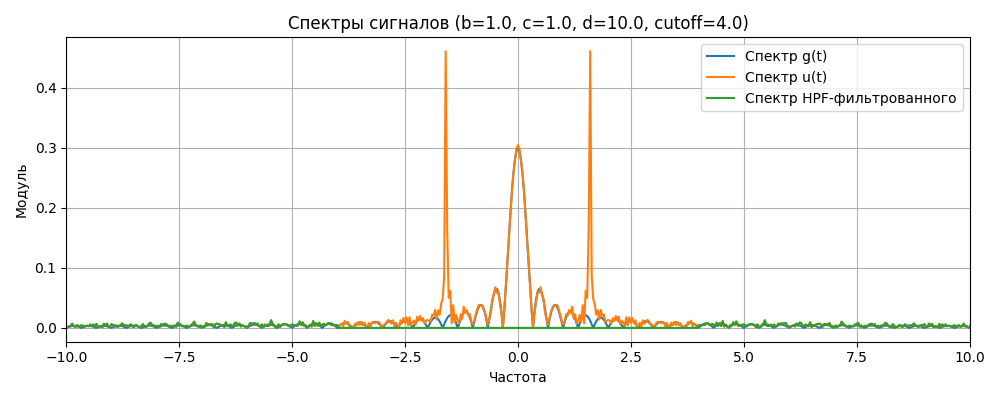 Спектры сигналов (b=1.0, c=1.0, d=10.0, cutoff=4.0)
Спектр g(t)
Спектр u(t)
Спектр HPF-фильтрованного
Модуль
0.4
0.3
0.2
0.1
0.0
−10.0 −7.5 −5.0 −2.5 0.0 2.5 5.0 7.5 10.0
Частота